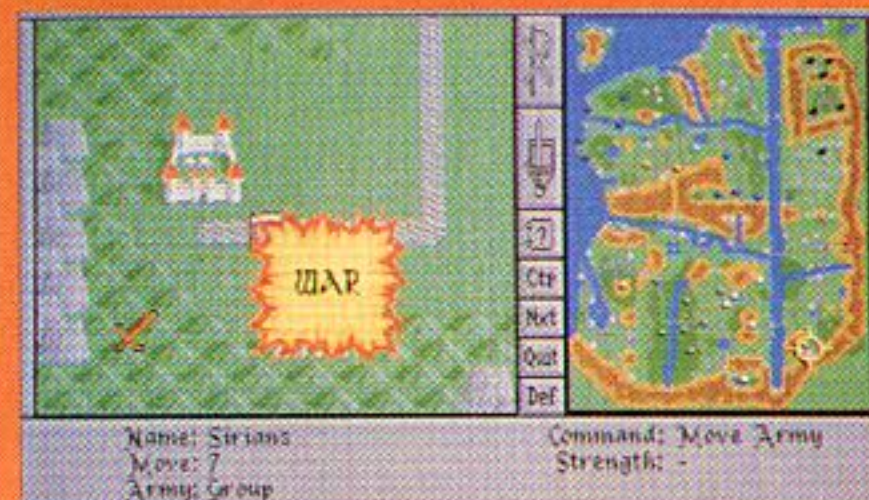 WAR
?
Ctr
Nxt
Quit
Def
Name: Sirians
Move: 7
Army: Group
Command: Move Army
Strength: -